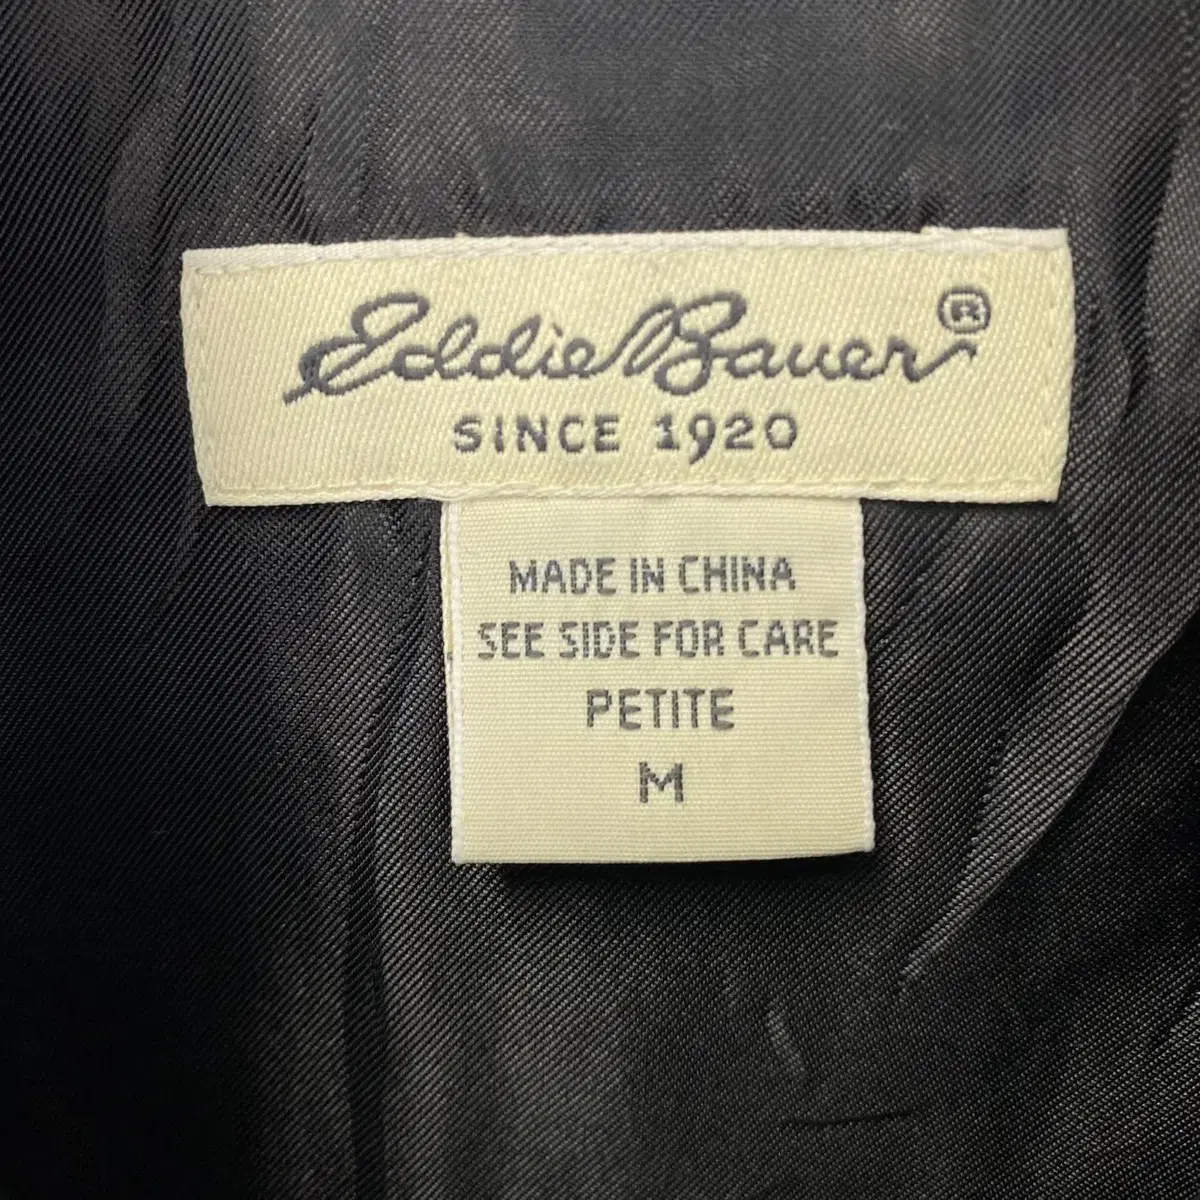 Eddie Bauer®
SINCE 1920
MADE IN CHINA
SEE SIDE FOR CARE
PETITE
M